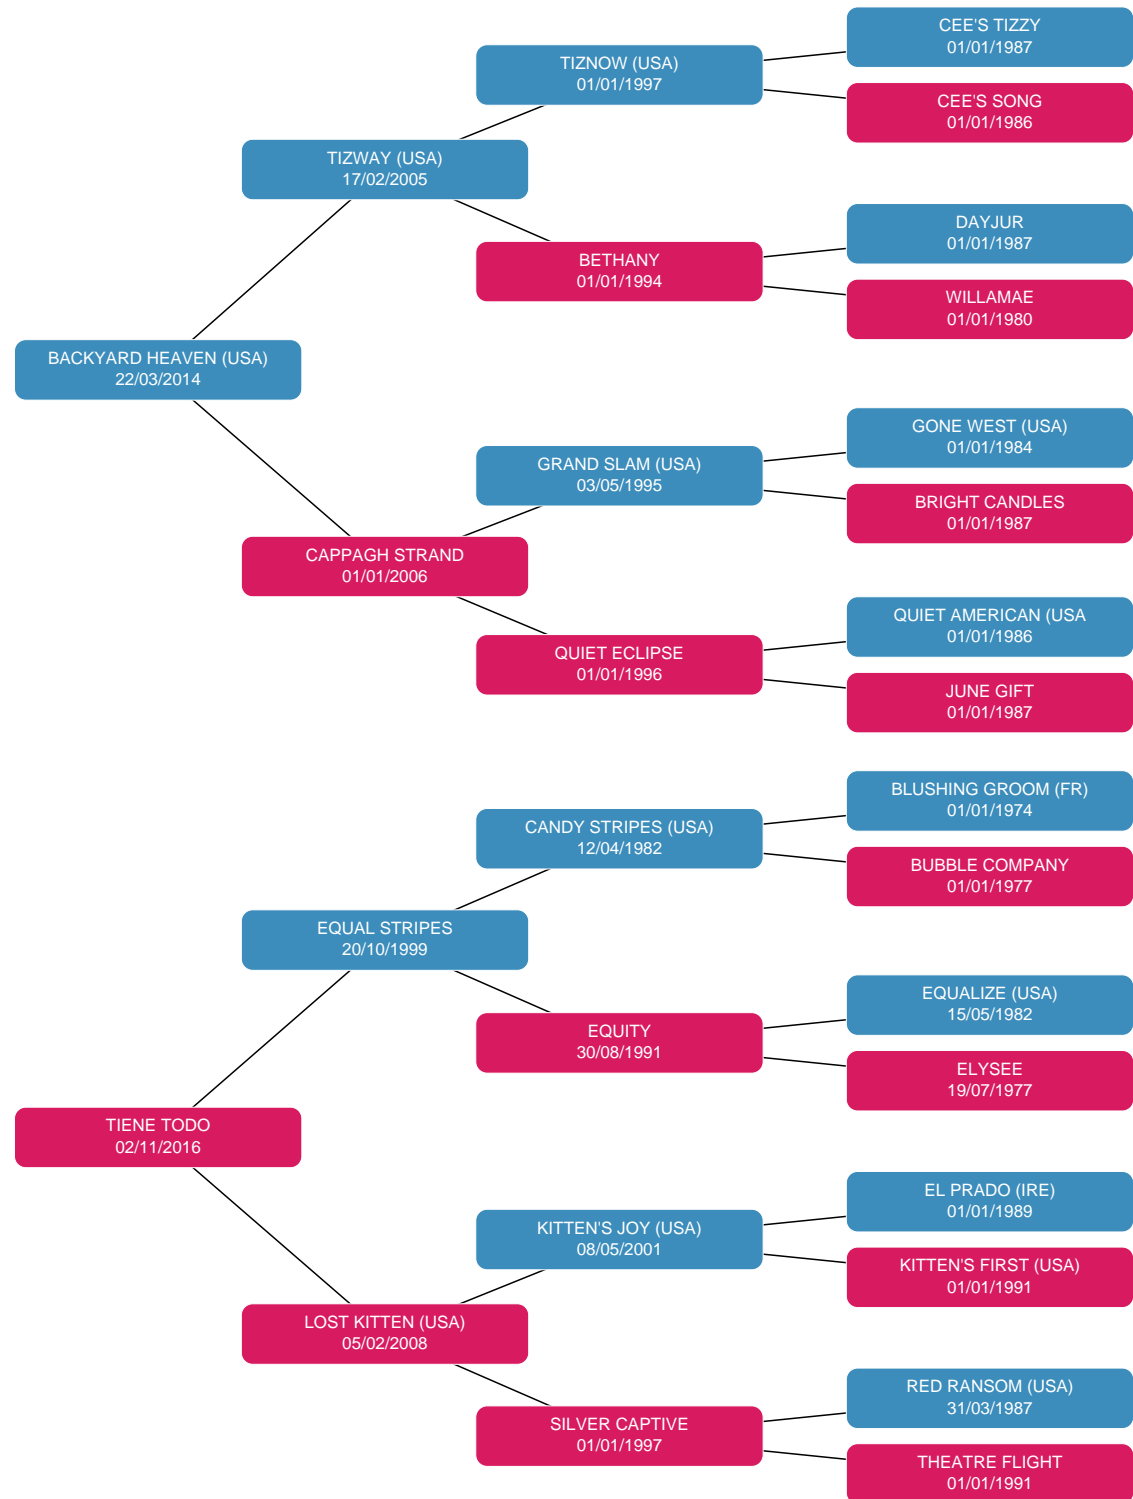 CEE'S TIZZY
01/01/1987
TIZNOW (USA)
01/01/1997
CEE'S SONG
01/01/1986
TIZWAY (USA)
17/02/2005
DAYJUR
01/01/1987
BETHANY
01/01/1994
WILLAMAE
01/01/1980
BACKYARD HEAVEN (USA)
22/03/2014
GONE WEST (USA)
01/01/1984
GRAND SLAM (USA)
03/05/1995
BRIGHT CANDLES
01/01/1987
CAPPAGH STRAND
01/01/2006
QUIET AMERICAN (USA
01/01/1986
QUIET ECLIPSE
01/01/1996
JUNE GIFT
01/01/1987
BLUSHING GROOM (FR)
01/01/1974
CANDY STRIPES (USA)
12/04/1982
BUBBLE COMPANY
01/01/1977
EQUAL STRIPES
20/10/1999
EQUALIZE (USA)
15/05/1982
EQUITY
30/08/1991
ELYSEE
19/07/1977
TIENE TODO
02/11/2016
EL PRADO (IRE)
01/01/1989
KITTEN'S JOY (USA)
08/05/2001
KITTEN'S FIRST (USA)
01/01/1991
LOST KITTEN (USA)
05/02/2008
RED RANSOM (USA)
31/03/1987
SILVER CAPTIVE
01/01/1997
THEATRE FLIGHT
01/01/1991